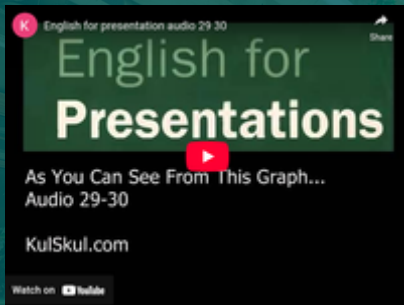 K English for presentation audio 29 30
Share
English for
Presentations
As You Can See From This Graph...
Audio 29-30
KulSkul.com
Watch on YouTube